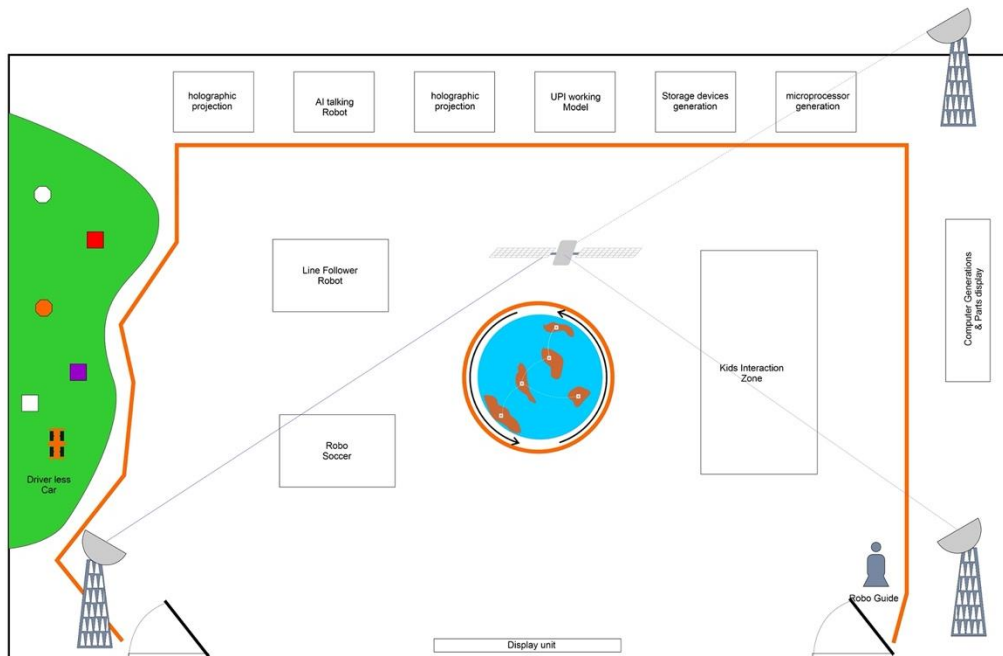 holographic
projection
AI talking
Robot
holographic
projection
UPI working
Model
Storage devices
generation
microprocessor
generation
Line Follower
Robot
Computer Generations
& Parts display
Kids Interaction
Zone
Robo
Soccer
Driver less
Car
Robo Guide
Display unit